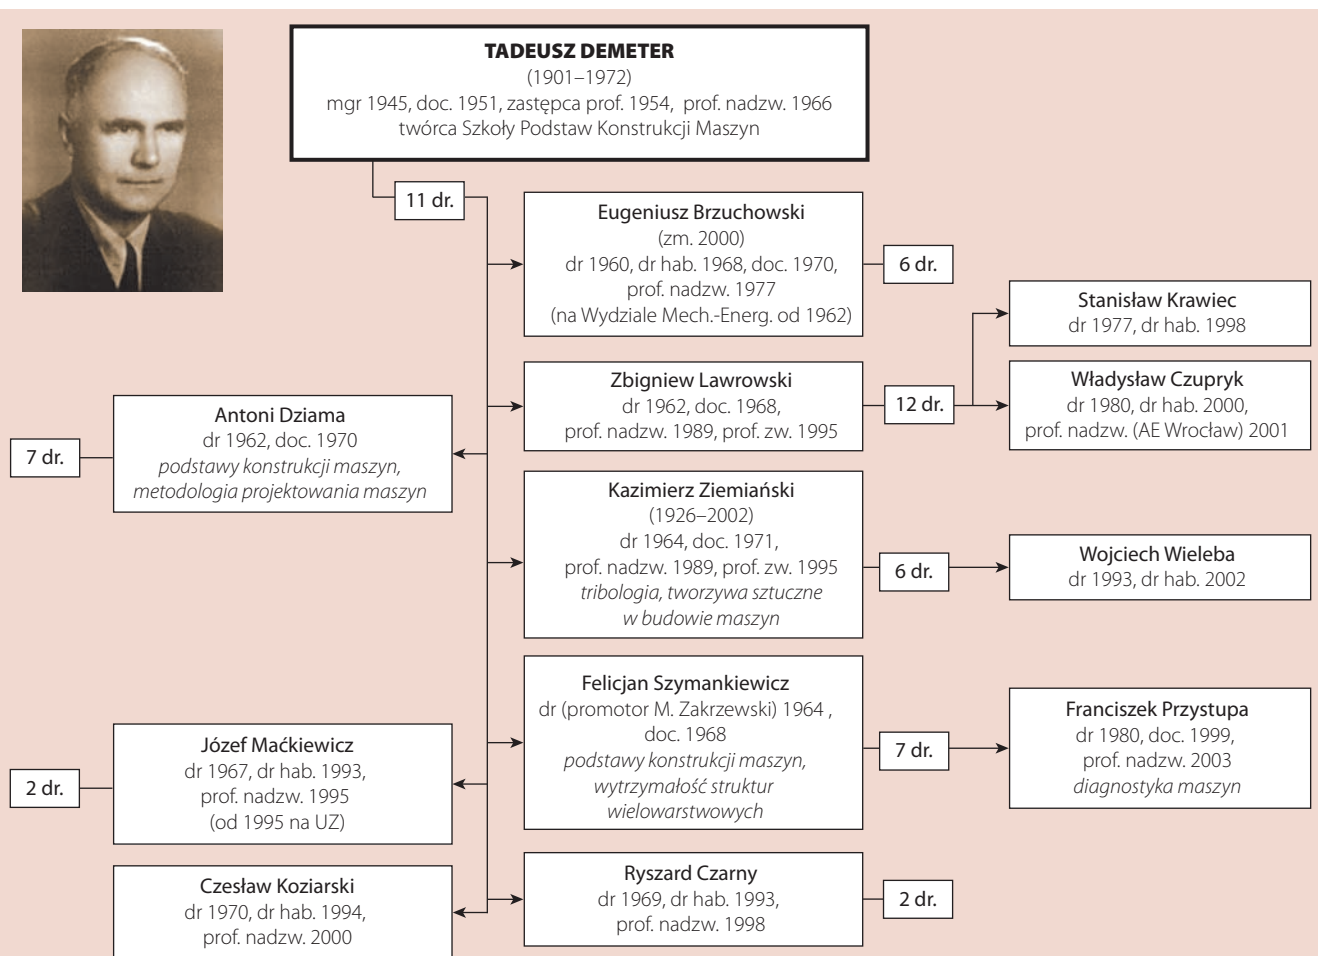 TADEUSZ DEMETER
(1901–1972)
mgr 1945, doc. 1951, zastępca prof. 1954, prof. nadzw. 1966
twórca Szkoły Podstaw Konstrukcji Maszyn
11 dr.
Eugeniusz Brzuchowski
(zm. 2000)
dr 1960, dr hab. 1968, doc. 1970,
prof. nadzw. 1977
(na Wydziale Mech.-Energ. od 1962)
6 dr.
Stanisław Krawiec
dr 1977, dr hab. 1998
Zbigniew Lawrowski
dr 1962, doc. 1968,
prof. nadzw. 1989, prof. zw. 1995
12 dr.
Władysław Czupryk
dr 1980, dr hab. 2000,
prof. nadzw. (AE Wrocław) 2001
Antoni Dziama
dr 1962, doc. 1970
podstawy konstrukcji maszyn,
metodologia projektowania maszyn
7 dr.
Kazimierz Ziemiański
(1926–2002)
dr 1964, doc. 1971,
prof. nadzw. 1989, prof. zw. 1995
tribologia, tworzywa sztuczne
w budowie maszyn
6 dr.
Wojciech Wieleba
dr 1993, dr hab. 2002
Felicjan Szymankiewicz
dr (promotor M. Zakrzewski) 1964 ,
doc. 1968
podstawy konstrukcji maszyn,
wytrzymałość struktur
wielowarstwowych
7 dr.
Franciszek Przystupa
dr 1980, doc. 1999,
prof. nadzw. 2003
diagnostyka maszyn
Józef Maćkiewicz
dr 1967, dr hab. 1993,
prof. nadzw. 1995
(od 1995 na UZ)
2 dr.
Ryszard Czarny
dr 1969, dr hab. 1993,
prof. nadzw. 1998
2 dr.
Czesław Koziarski
dr 1970, dr hab. 1994,
prof. nadzw. 2000